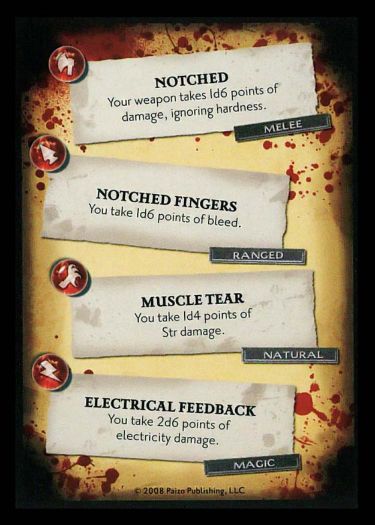 NOTCHED
Your weapon takes 1d6 points of
damage, ignoring hardness.
MELEE
NOTCHED FINGERS
You take 1d6 points of bleed.
RANGED
MUSCLE TEAR
You take 1d4 points of
Str damage.
NATURAL
ELECTRICAL FEEDBACK
You take 2d6 points of
electricity damage.
MAGIC
© 2008 Paizo Publishing, LLC